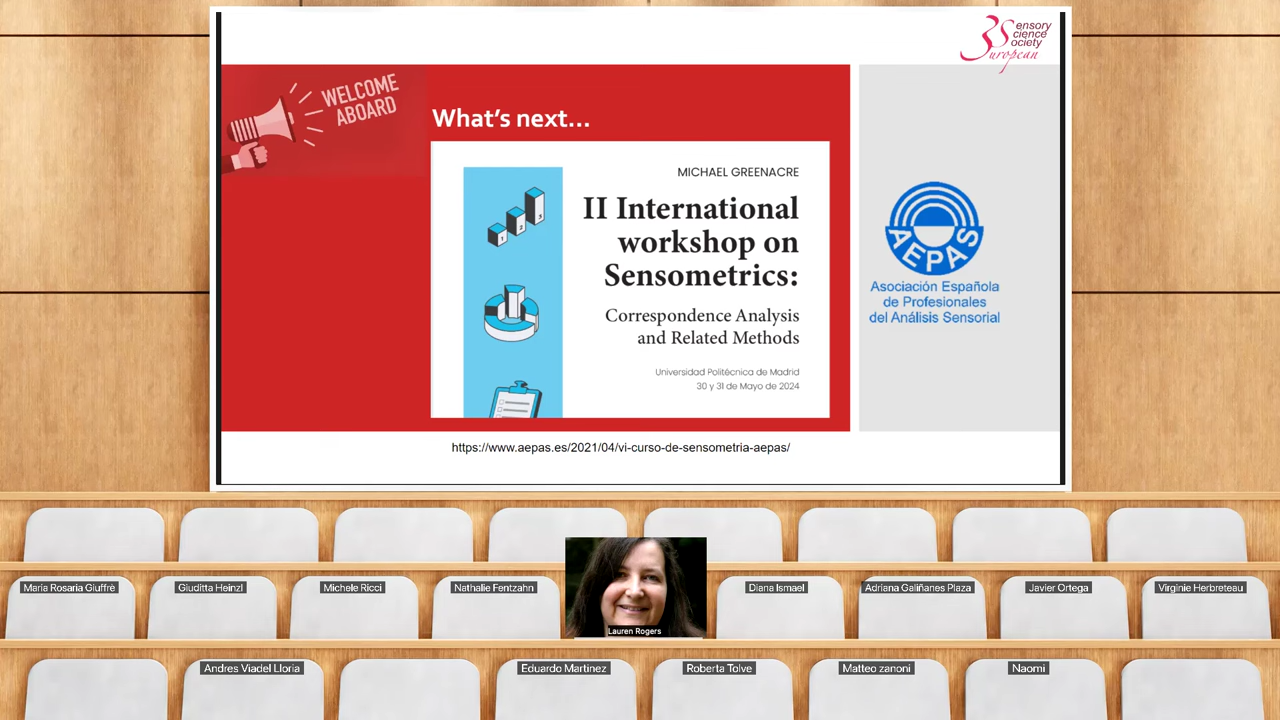 Sensory
Science
Society
European
WELCOME
ABOARD
What's next...
MICHAEL GREENACRE
II International
workshop on
Sensometrics:
Correspondence Analysis
and Related Methods
Universidad Politécnica de Madrid
30 y 31 de Mayo de 2024
1
2
3
AEPAS
Asociación Española
de Profesionales
del Análisis Sensorial
https://www.aepas.es/2021/04/vi-curso-de-sensometria-aepas/
Maria Rosaria Giuffrè
Giuditta Heinzl
Michele Ricci
Nathalie Fentzahn
Lauren Rogers
Diana Ismael
Adriana Galiñanes Plaza
Javier Ortega
Virginie Herbreteau
Andres Viadel Lloria
Eduardo Martinez
Roberta Tolve
Matteo zanoni
Naomi